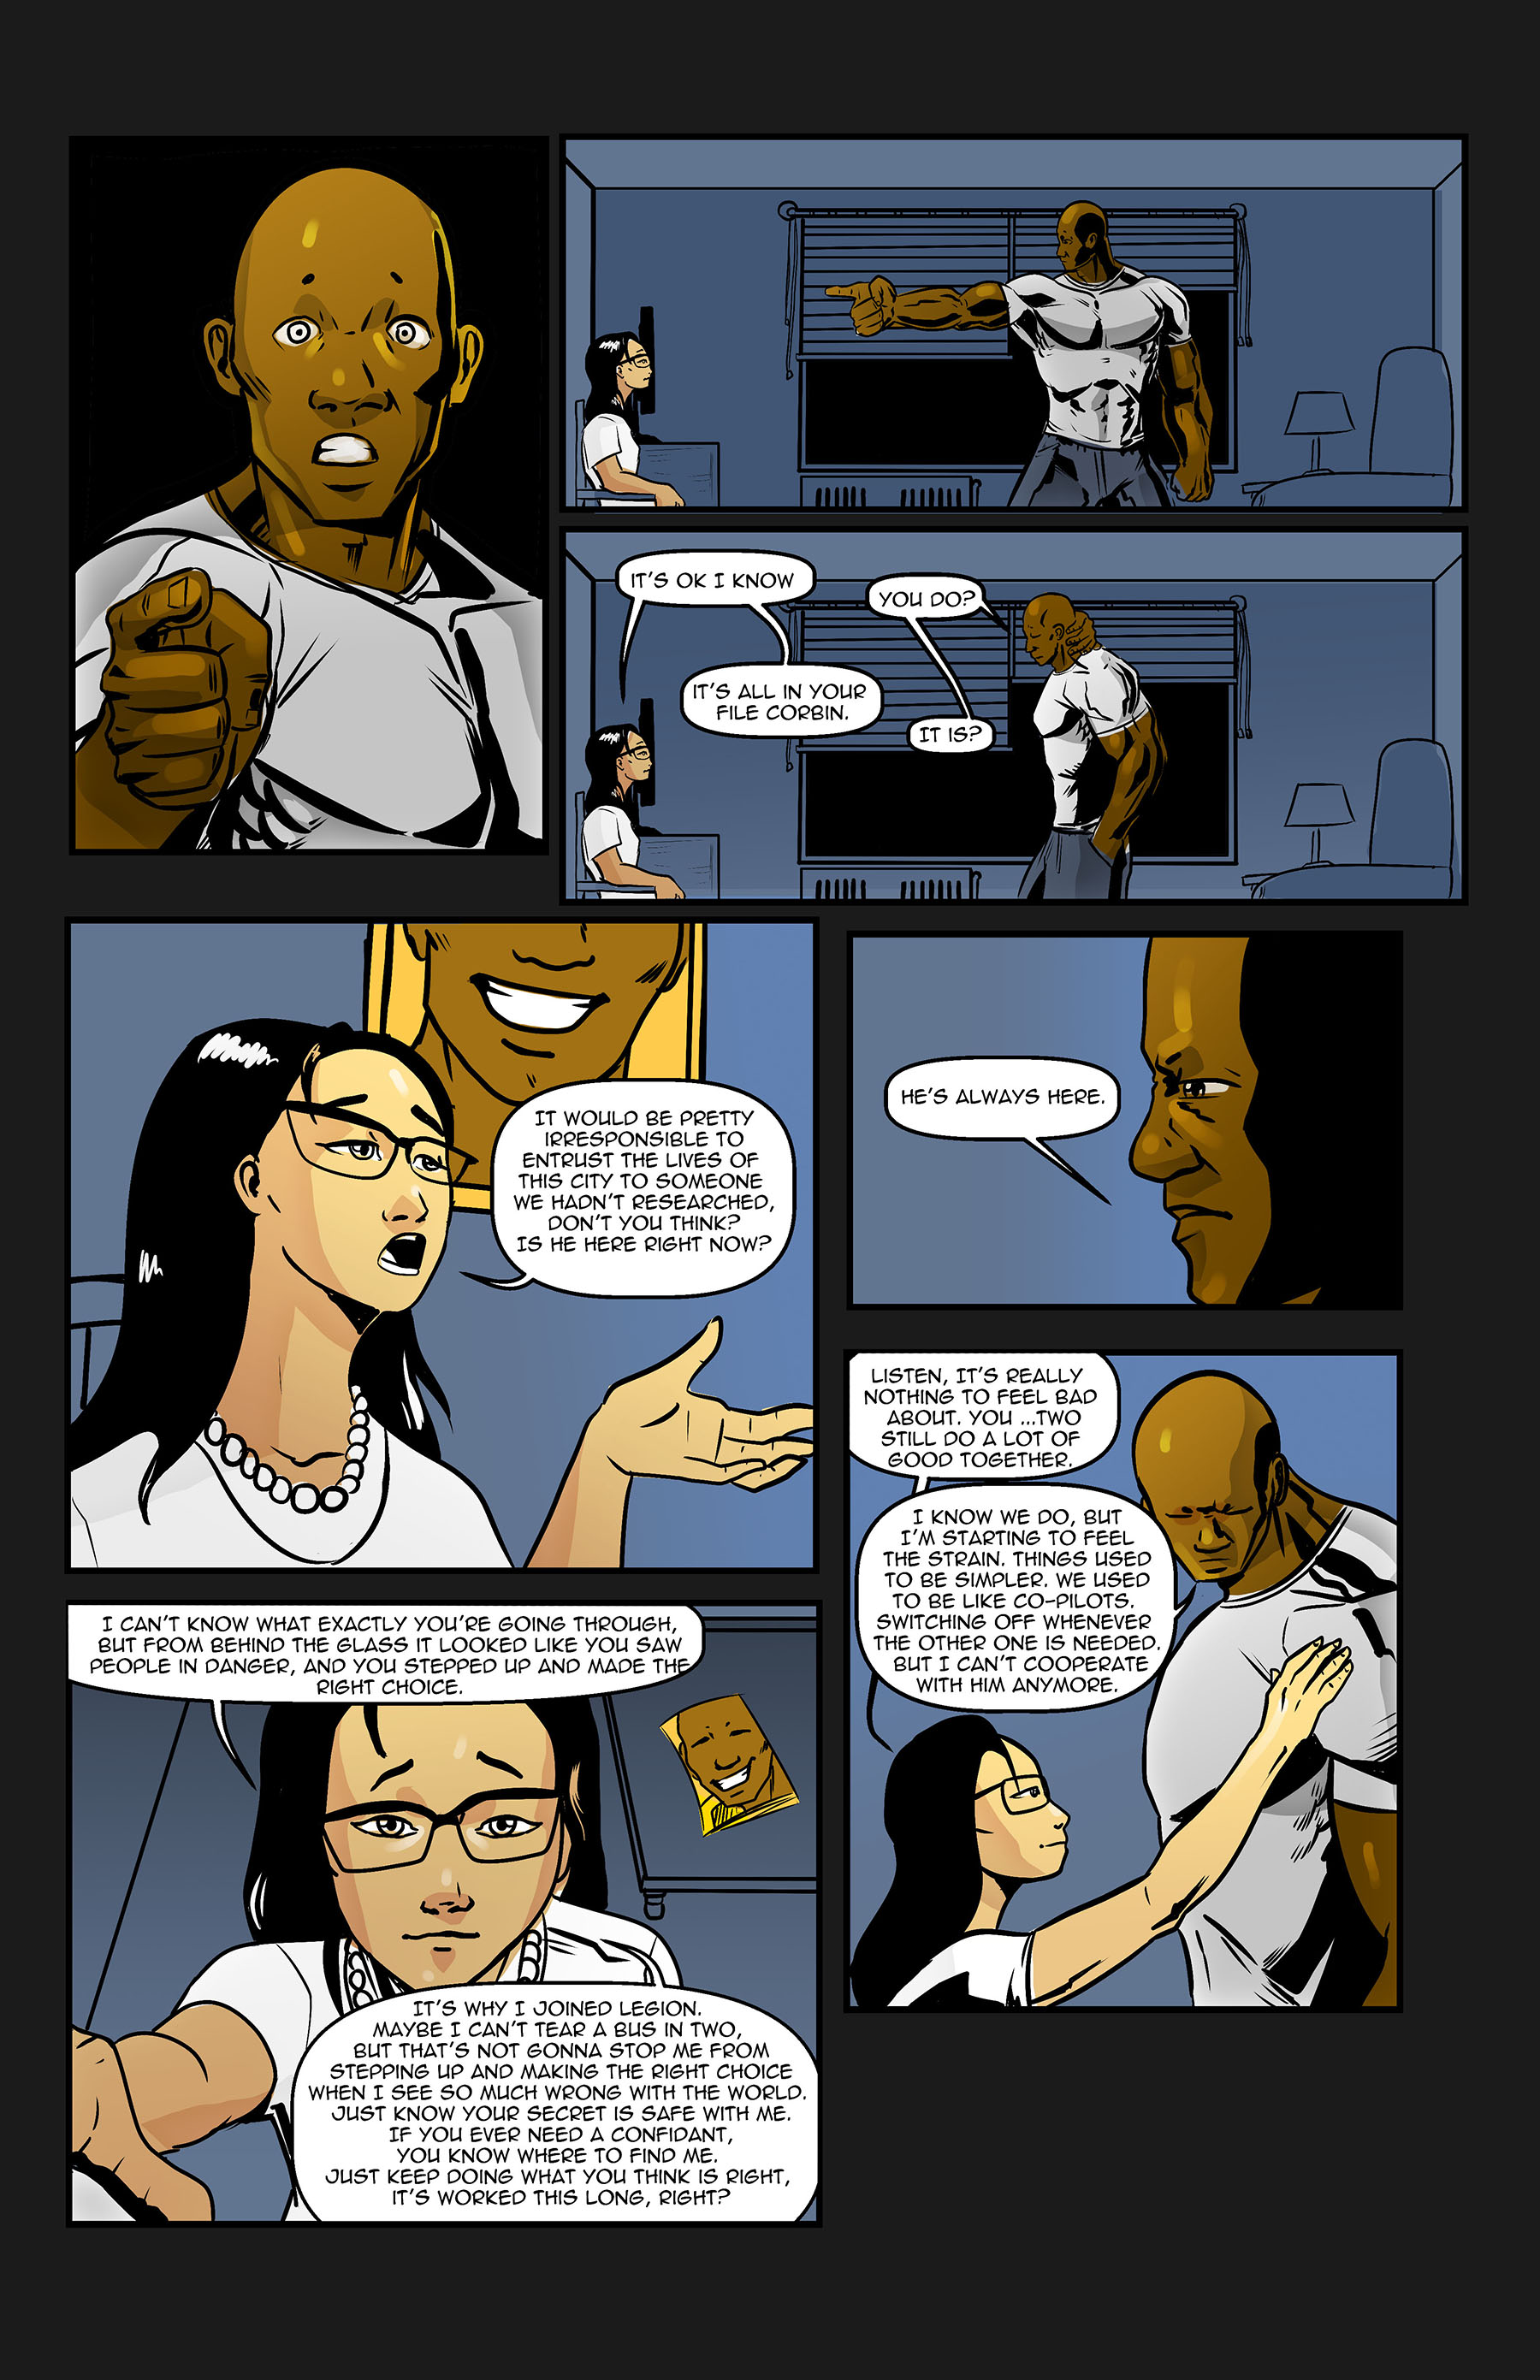 IT'S OK I KNOW
IT'S ALL IN YOUR
FILE CORBIN.
YOU DO?
IT IS?
IT WOULD BE PRETTY
IRRESPONSIBLE TO
ENTRUST THE LIVES OF
THIS CITY TO SOMEONE
WE HADN'T RESEARCHED,
DON'T YOU THINK?
IS HE HERE RIGHT NOW?
HE'S ALWAYS HERE.
LISTEN, IT'S REALLY
NOTHING TO FEEL BAD
ABOUT. YOU ...TWO
STILL DO A LOT OF
GOOD TOGETHER.
I KNOW WE DO, BUT
I'M STARTING TO FEEL
THE STRAIN. THINGS USED
TO BE SIMPLER. WE USED
TO BE LIKE CO-PILOTS.
SWITCHING OFF WHENEVER
THE OTHER ONE IS NEEDED.
BUT I CAN'T COOPERATE
WITH HIM ANYMORE.
I CAN'T KNOW WHAT EXACTLY YOU'RE GOING THROUGH,
BUT FROM BEHIND THE GLASS IT LOOKED LIKE YOU SAW
PEOPLE IN DANGER, AND YOU STEPPED UP AND MADE THE
RIGHT CHOICE.
IT'S WHY I JOINED LEGION.
MAYBE I CAN'T TEAR A BUS IN TWO,
BUT THAT'S NOT GONNA STOP ME FROM
STEPPING UP AND MAKING THE RIGHT CHOICE
WHEN I SEE SO MUCH WRONG WITH THE WORLD.
JUST KNOW YOUR SECRET IS SAFE WITH ME.
IF YOU EVER NEED A CONFIDANT,
YOU KNOW WHERE TO FIND ME.
JUST KEEP DOING WHAT YOU THINK IS RIGHT,
IT'S WORKED THIS LONG, RIGHT?